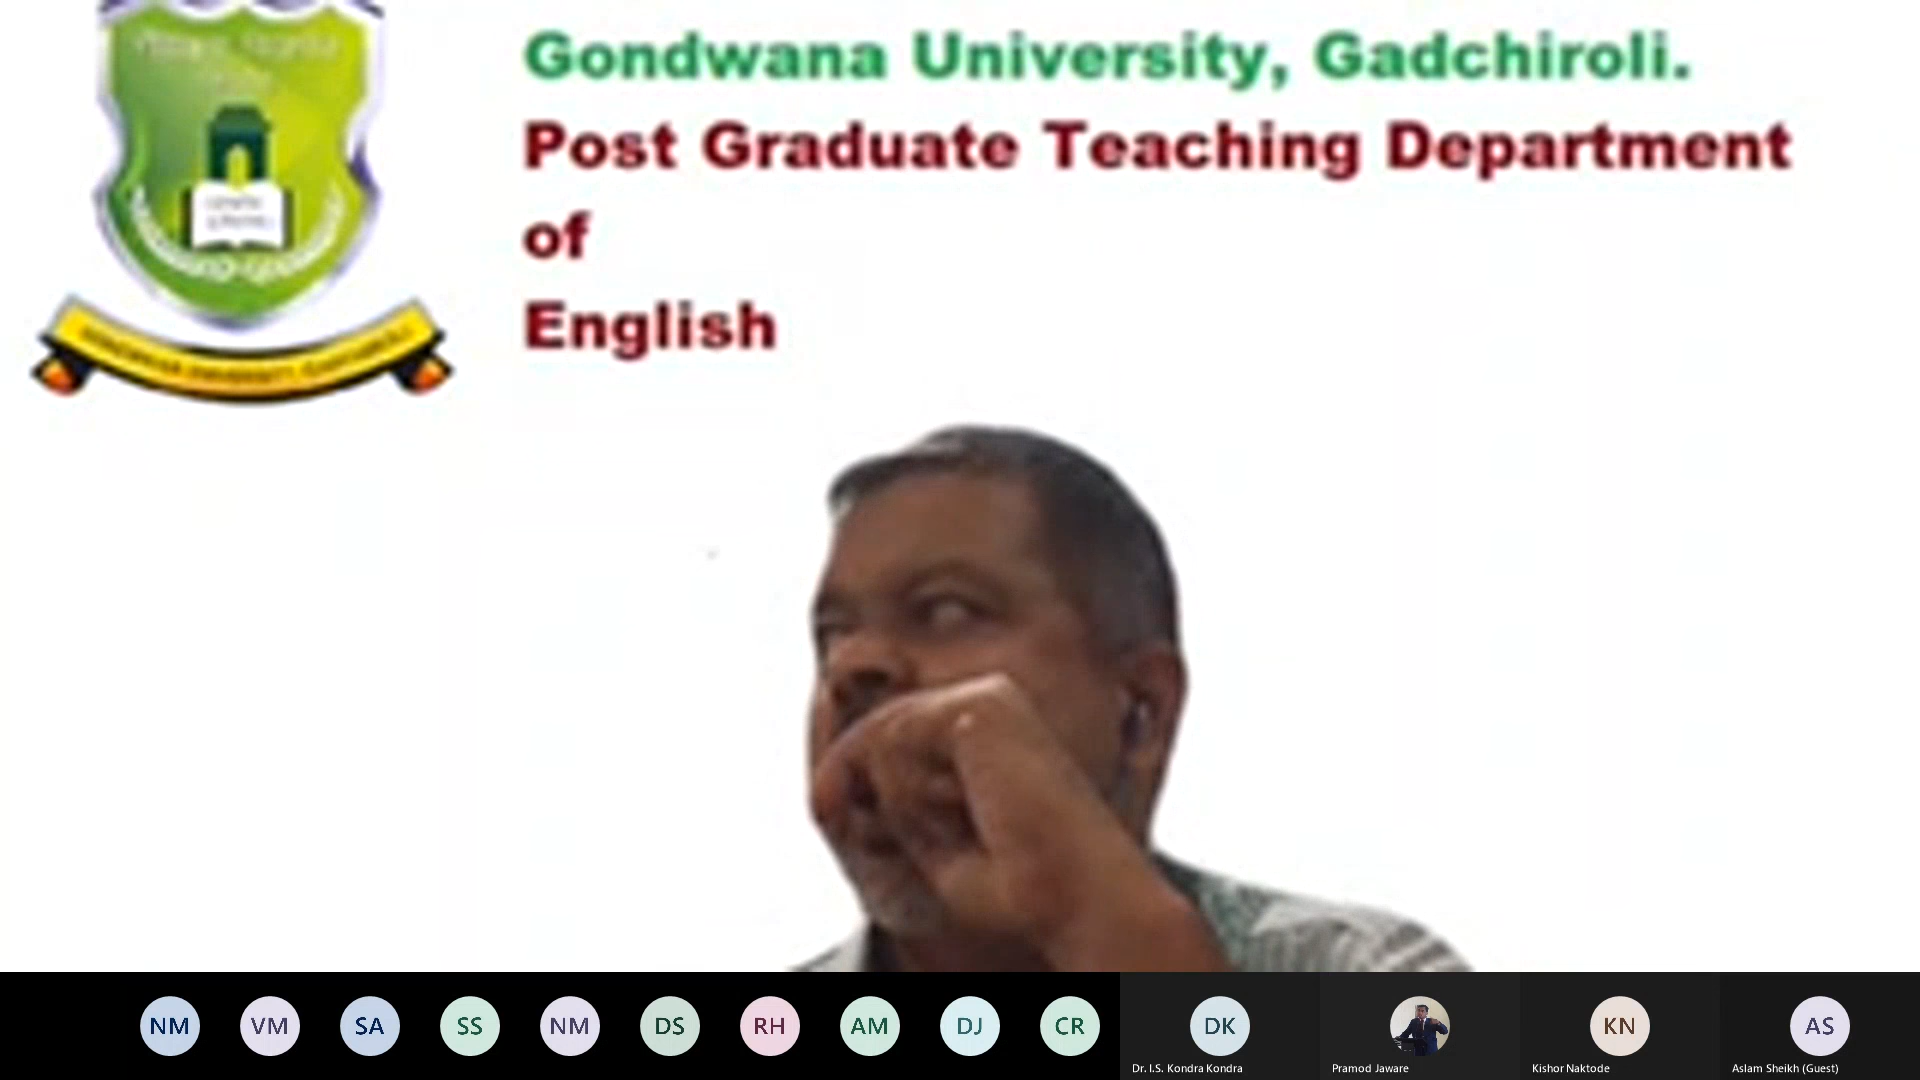 Gondwana University, Gadchiroli.
Post Graduate Teaching Department
of
English
NM
VM
SA
SS
NM
DS
RH
AM
DJ
CR
DK
KN
AS
Dr. I.S. Kondra Kondra
Pramod Jaware
Kishor Naktode
Aslam Sheikh (Guest)